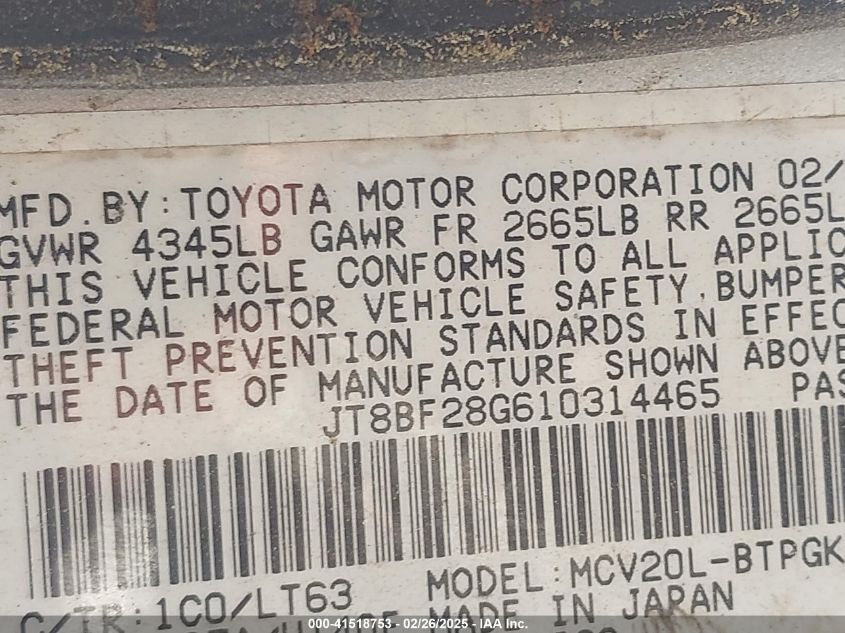 MFD.BY:TOYOTA MOTOR CORPORATION 02/
GVWR 4345LB GAWR FR 2665LB RR 2665L
THIS VEHICLE CONFORMS TO ALL APPLIC
FEDERAL MOTOR VEHICLE SAFETY,BUMPER
THEFT PREVENTION STANDARDS IN EFFEC
THE DATE OF MANUFACTURE SHOWN ABOVE
JT8BF28G610314465 PAS
C/TR:1C0/LT63 MODEL:MCV20L-BTPGK
MADE IN JAPAN
000-41518753 - 02/26/2025 - IAA Inc.